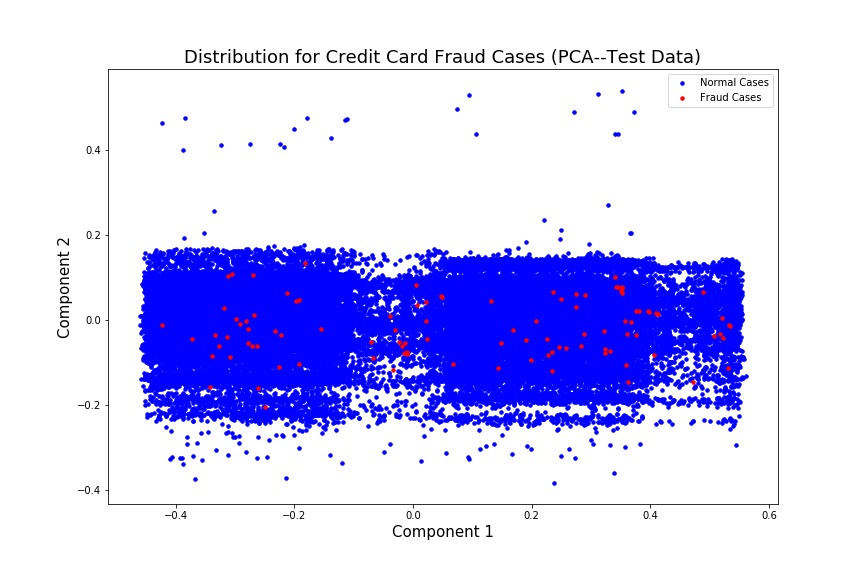 Distribution for Credit Card Fraud Cases (PCA--Test Data)
Normal Cases
Fraud Cases
0.4
0.2
0.0
−0.2
−0.4
Component 2
−0.4
−0.2
0.0
0.2
0.4
0.6
Component 1